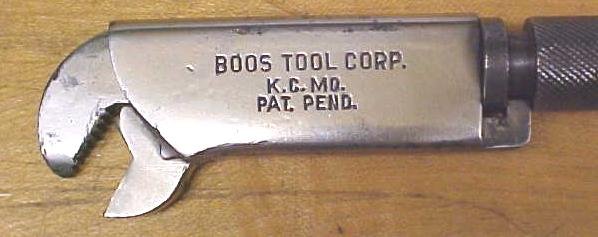 BOOS TOOL CORP.
K.C. MO.
PAT. PEND.